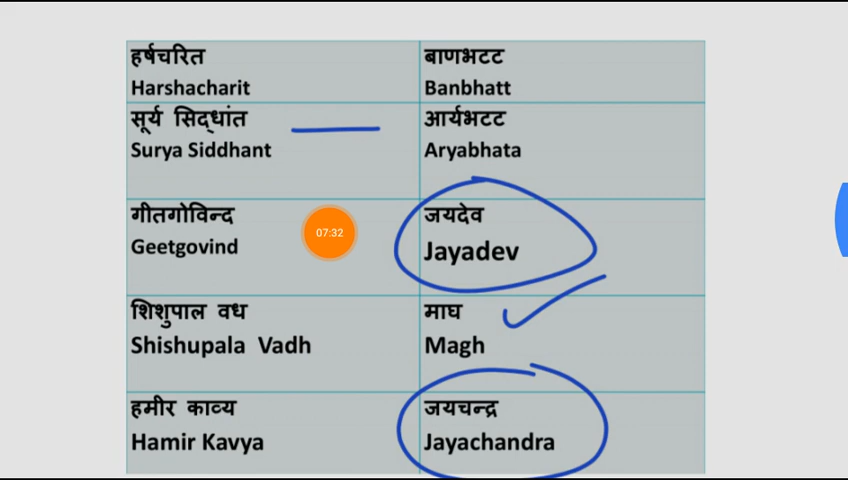 हर्षचरित
Harshacharit
बाणभटट
Banbhatt
सूर्य सिद्धांत
Surya Siddhant
आर्यभटट
Aryabhata
गीतगोविन्द
Geetgovind
07:32
जयदेव
Jayadev
शिशुपाल वध
Shishupala Vadh
माघ
Magh
हमीर काव्य
Hamir Kavya
जयचन्द्र
Jayachandra